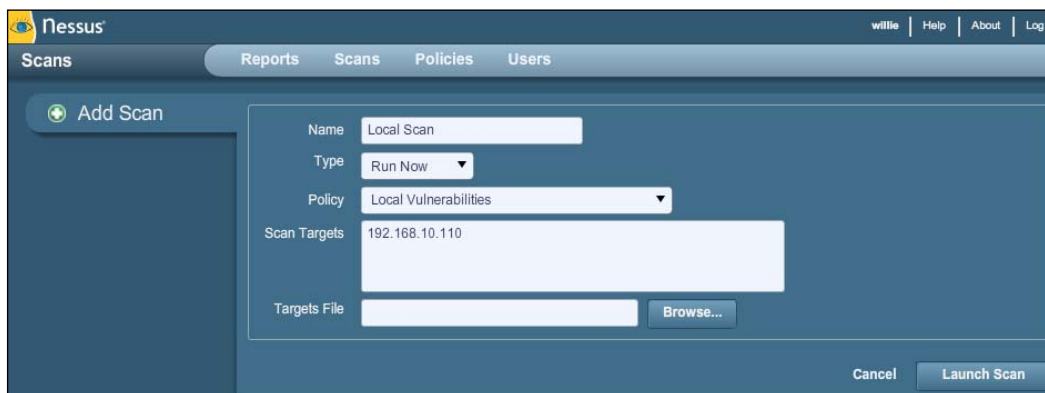 Nessus
willie | Help | About | Log
Scans
Reports Scans Policies Users
Add Scan
Name Local Scan
Type Run Now
Policy Local Vulnerabilities
Scan Targets 192.168.10.110
Targets File Browse...
Cancel Launch Scan